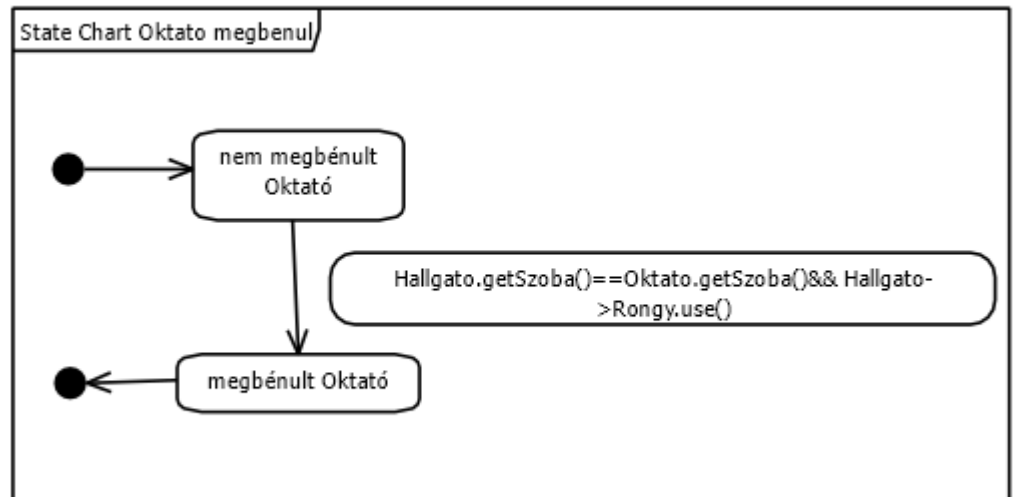 State Chart Oktato megbenul
nem megbénult
Oktató
Hallgato.getSzoba()==Oktato.getSzoba()&& Hallgato-
>Rongy.use()
megbénult Oktató